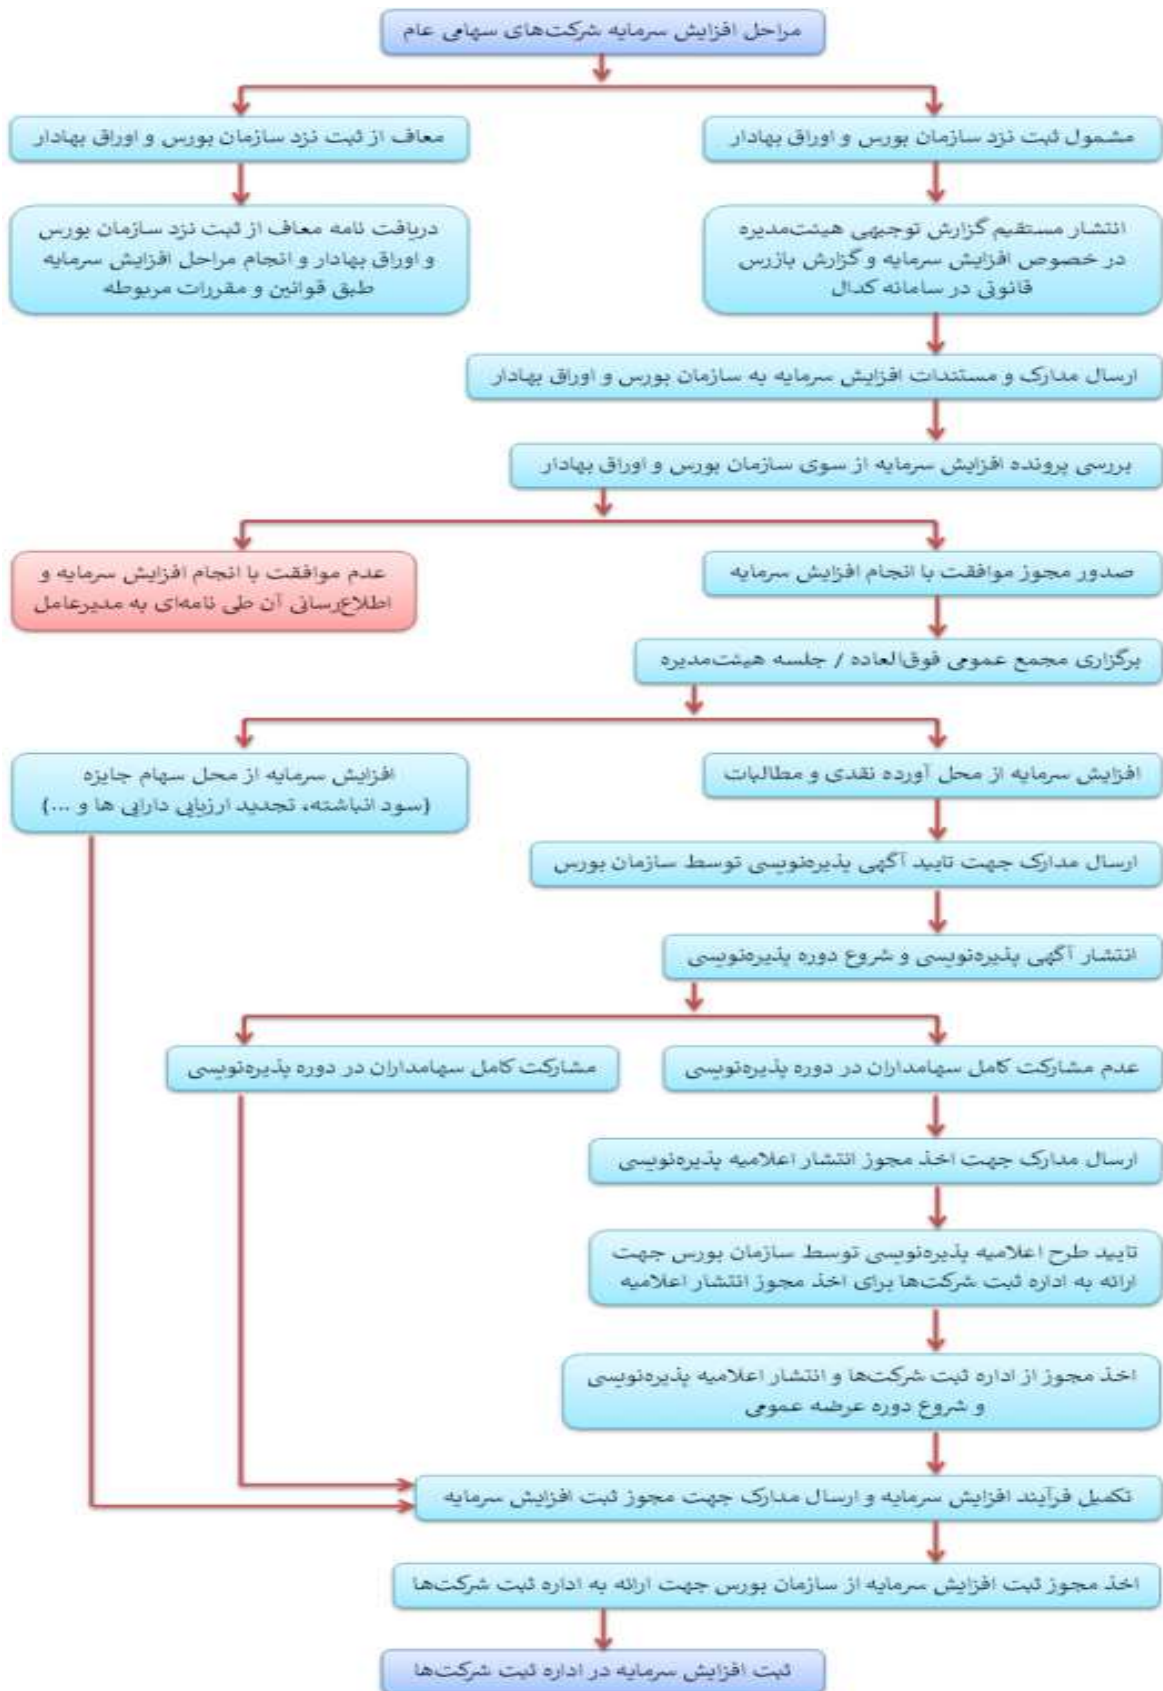 مراحل افزایش سرمایه شرکت‌های سهامی عام
مشمول ثبت نزد سازمان بورس و اوراق بهادار
معاف از ثبت نزد سازمان بورس و اوراق بهادار
انتشار مستقیم گزارش توجیهی هیئت‌مدیره
در خصوص افزایش سرمایه و گزارش بازرس
قانونی در سامانه کدال
دریافت نامه معاف از ثبت نزد سازمان بورس
و اوراق بهادار و انجام مراحل افزایش سرمایه
طبق قوانین و مقررات مربوطه
ارسال مدارک و مستندات افزایش سرمایه به سازمان بورس و اوراق بهادار
بررسی پرونده افزایش سرمایه از سوی سازمان بورس و اوراق بهادار
صدور مجوز موافقت با انجام افزایش سرمایه
عدم موافقت با انجام افزایش سرمایه و
اطلاع‌رسانی آن طی نامه‌ای به مدیرعامل
برگزاری مجمع عمومی فوق‌العاده / جلسه هیئت‌مدیره
افزایش سرمایه از محل آورده نقدی و مطالبات
افزایش سرمایه از محل سهام جایزه
(سود انباشته، تجدید ارزیابی دارایی ها و ...)
ارسال مدارک جهت تایید آگهی پذیره‌نویسی توسط سازمان بورس
انتشار آگهی پذیره‌نویسی و شروع دوره پذیره‌نویسی
عدم مشارکت کامل سهامداران در دوره پذیره‌نویسی
مشارکت کامل سهامداران در دوره پذیره‌نویسی
ارسال مدارک جهت اخذ مجوز انتشار اعلامیه پذیره‌نویسی
تایید طرح اعلامیه پذیره‌نویسی توسط سازمان بورس جهت
ارائه به اداره ثبت شرکت‌ها برای اخذ مجوز انتشار اعلامیه
اخذ مجوز از اداره ثبت شرکت‌ها و انتشار اعلامیه پذیره‌نویسی
و شروع دوره عرضه عمومی
تکمیل فرآیند افزایش سرمایه و ارسال مدارک جهت مجوز ثبت افزایش سرمایه
اخذ مجوز ثبت افزایش سرمایه از سازمان بورس جهت ارائه به اداره ثبت شرکت‌ها
ثبت افزایش سرمایه در اداره ثبت شرکت‌ها